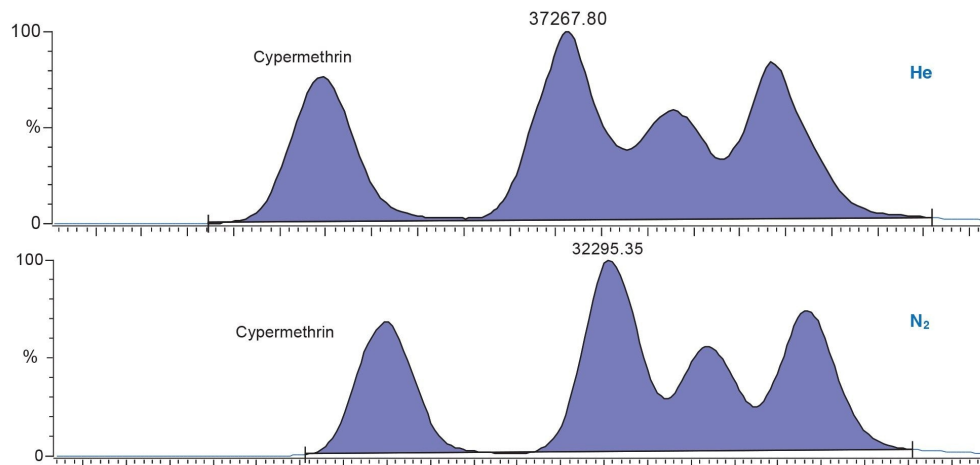 37267.80
100
Cypermethrin
He
%
0
32295.35
100
Cypermethrin
N₂
%
0